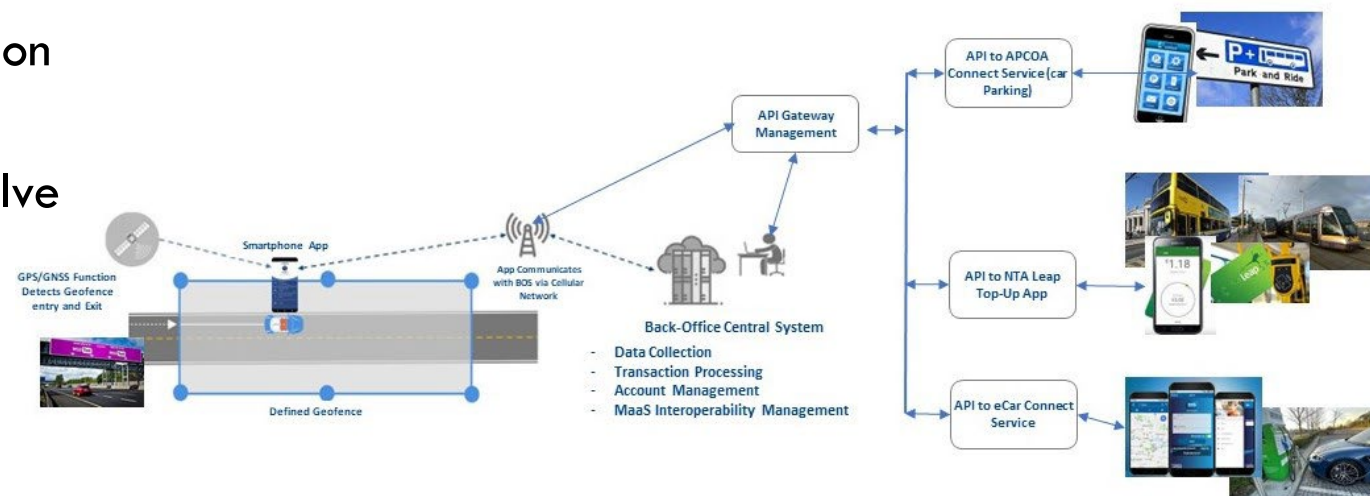 on
lve
GPS/GNSS Function
Detects Geofence
entry and Exit
Smartphone App
Defined Geofence
App Communicates
with BOS via Cellular
Network
Back-Office Central System
- Data Collection
- Transaction Processing
- Account Management
- MaaS Interoperability Management
API Gateway
Management
API to APCOA
Connect Service(car
Parking)
P+
Park and Ride
API to NTA Leap
Top-Up App
1.18
Leap
API to eCar Connect
Service